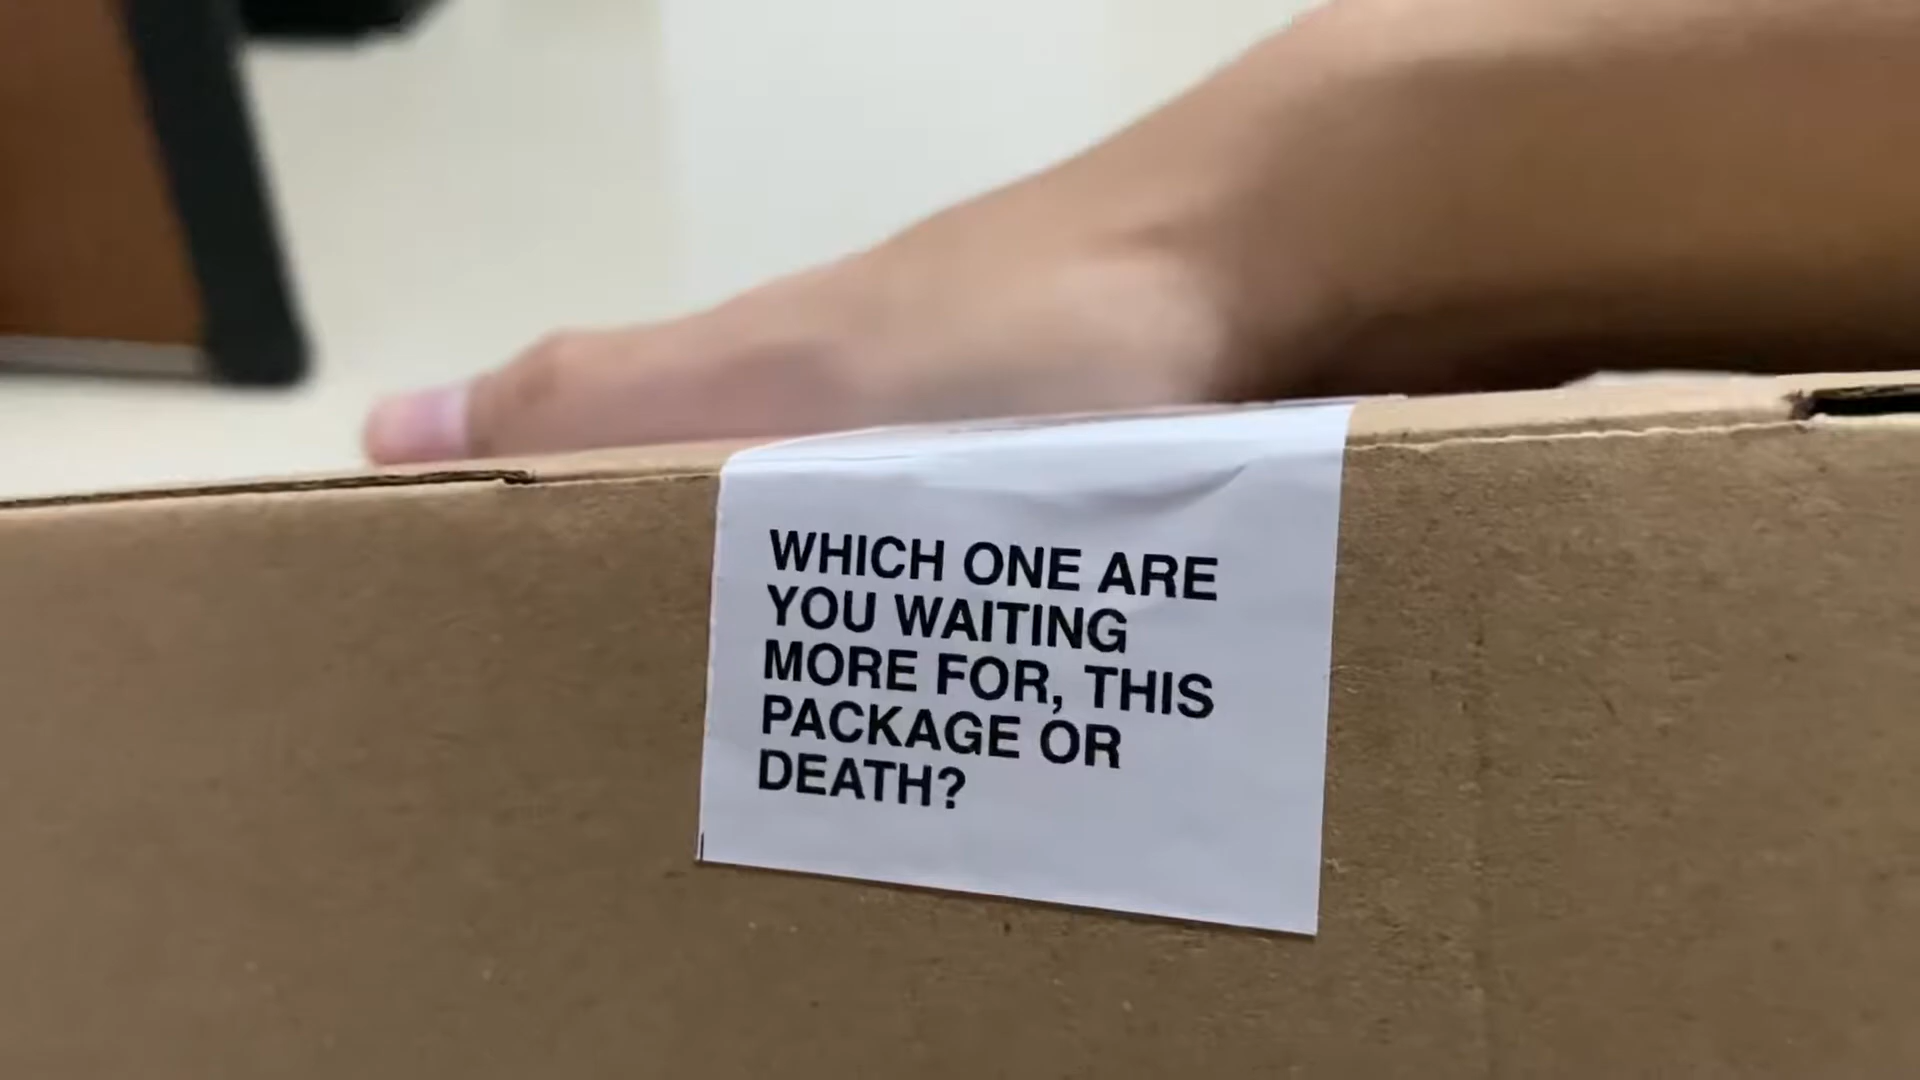 WHICH ONE ARE
YOU WAITING
MORE FOR, THIS
PACKAGE OR
DEATH?